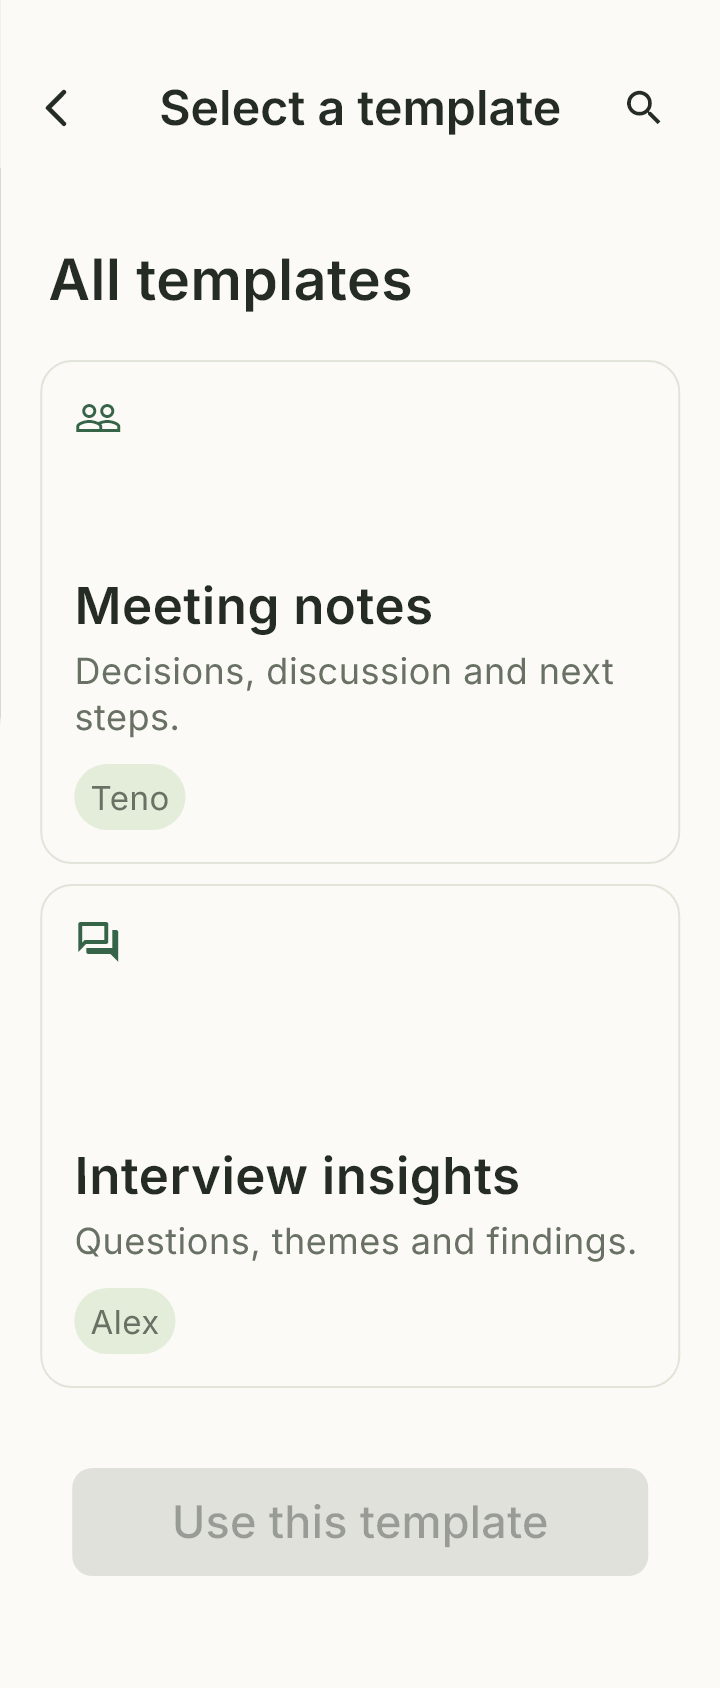 Select a template
All templates
Meeting notes
Decisions, discussion and next
steps.
Teno
Interview insights
Questions, themes and findings.
Alex
Use this template